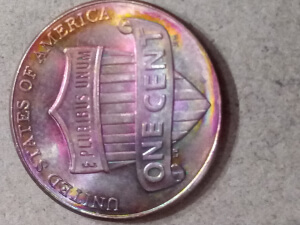 UNITED STATES OF AMERICA
E PLURIBUS UNUM
ONE CENT